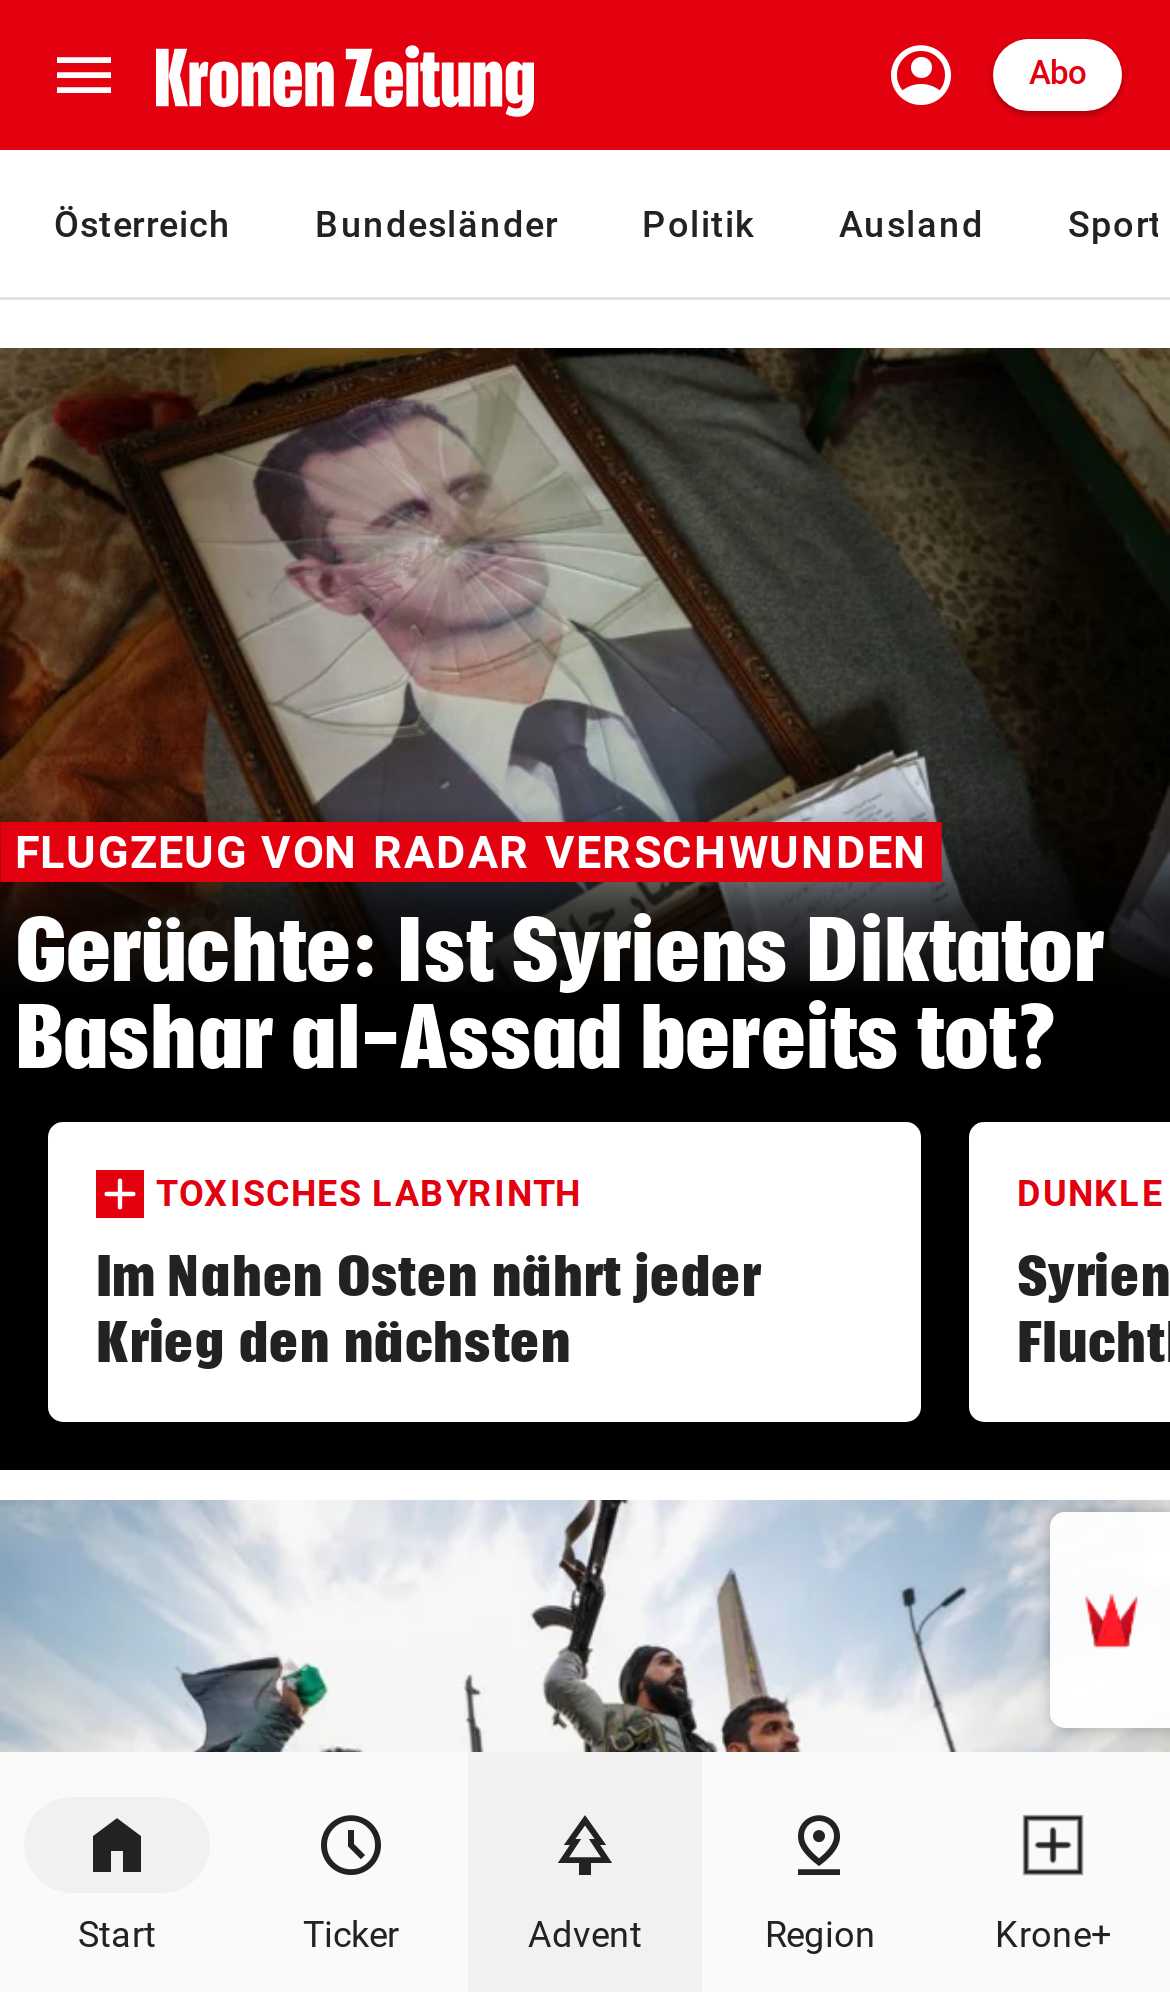 Kronen Zeitung
Abo
Österreich Bundesländer Politik Ausland Sport
FLUGZEUG VON RADAR VERSCHWUNDEN
Gerüchte: Ist Syriens Diktator
Bashar al-Assad bereits tot?
TOXISCHES LABYRINTH
Im Nahen Osten nährt jeder
Krieg den nächsten
DUNKLE
Syrien
Start Ticker Advent Region Krone+